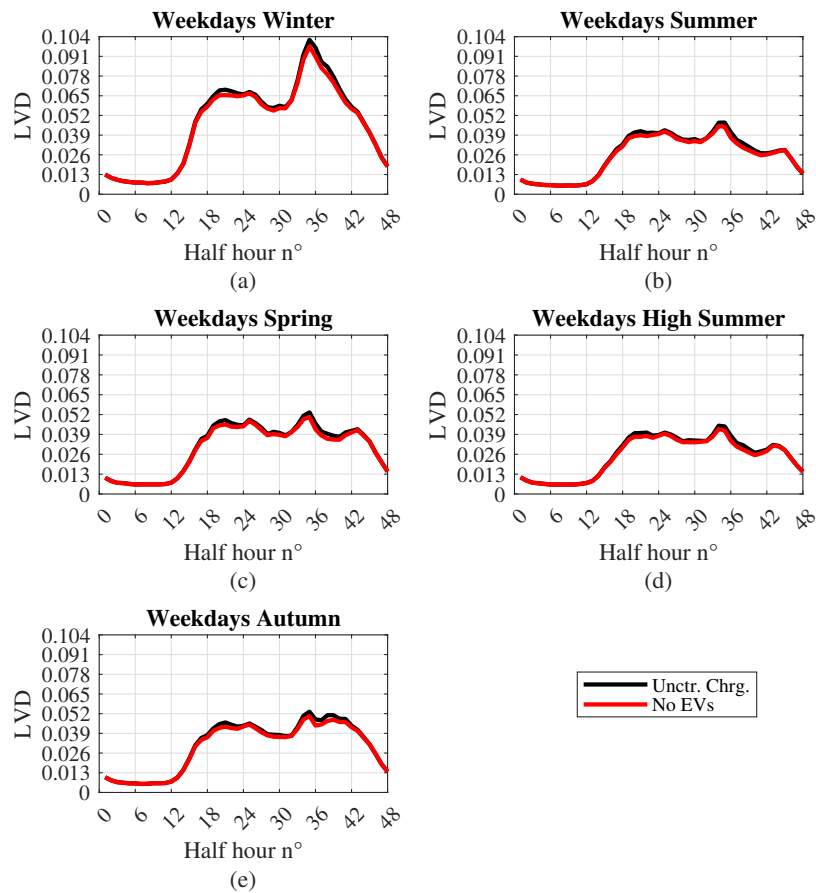 Weekdays Winter
0.104
0.091
0.078
0.065
0.052
0.039
0.026
0.013
0
LVD
0 6 12 18 24 30 36 42 48
Half hour n°
(a)
Weekdays Summer
0.104
0.091
0.078
0.065
0.052
0.039
0.026
0.013
0
LVD
0 6 12 18 24 30 36 42 48
Half hour n°
(b)
Weekdays Spring
0.104
0.091
0.078
0.065
0.052
0.039
0.026
0.013
0
LVD
0 6 12 18 24 30 36 42 48
Half hour n°
(c)
Weekdays High Summer
0.104
0.091
0.078
0.065
0.052
0.039
0.026
0.013
0
LVD
0 6 12 18 24 30 36 42 48
Half hour n°
(d)
Weekdays Autumn
0.104
0.091
0.078
0.065
0.052
0.039
0.026
0.013
0
LVD
0 6 12 18 24 30 36 42 48
Half hour n°
(e)
Unctr. Chrg.
No EVs